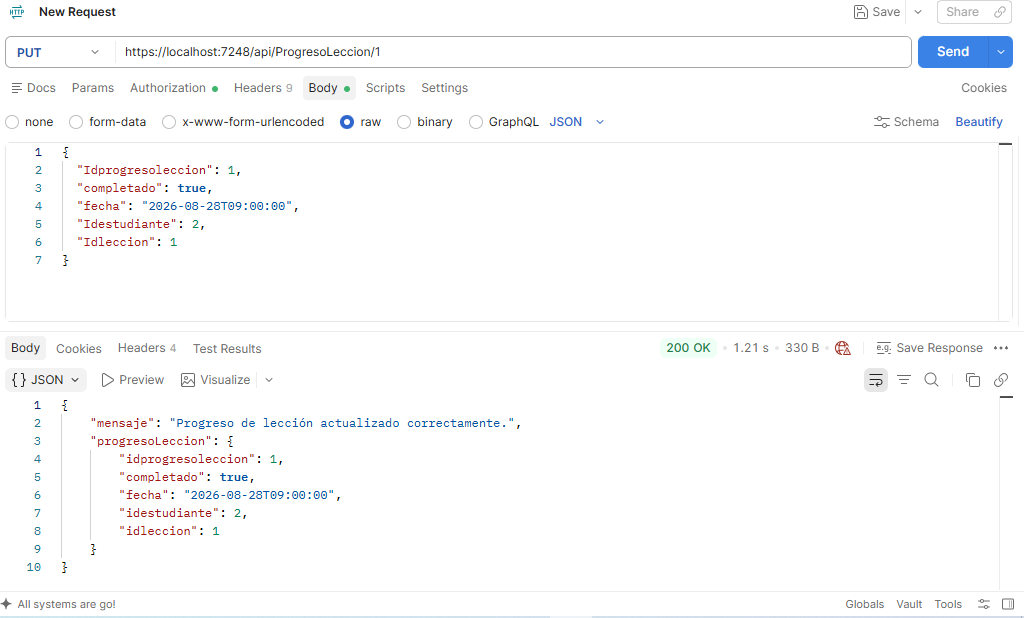 HTTP New Request Save Share
PUT https://localhost:7248/api/ProgresoLeccion/1 Send
Docs Params Authorization Headers 9 Body Scripts Settings Cookies
none form-data x-www-form-urlencoded raw binary GraphQL JSON Schema Beautify
1 {
2 "Idprogresoleccion": 1,
3 "completado": true,
4 "fecha": "2026-08-28T09:00:00",
5 "Idestudiante": 2,
6 "Idleccion": 1
7 }
Body Cookies Headers 4 Test Results 200 OK • 1.21 s • 330 B • e.g. Save Response •••
{} JSON Preview Visualize
1 {
2 "mensaje": "Progreso de lección actualizado correctamente.",
3 "progresoLeccion": {
4 "idprogresoleccion": 1,
5 "completado": true,
6 "fecha": "2026-08-28T09:00:00",
7 "idestudiante": 2,
8 "idleccion": 1
9 }
10 }
All systems are go! Globals Vault Tools